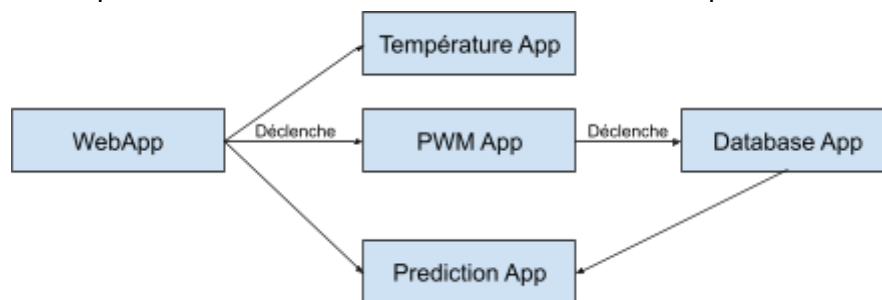 Température App
WebApp
Déclenche
PWM App
Déclenche
Database App
Prediction App